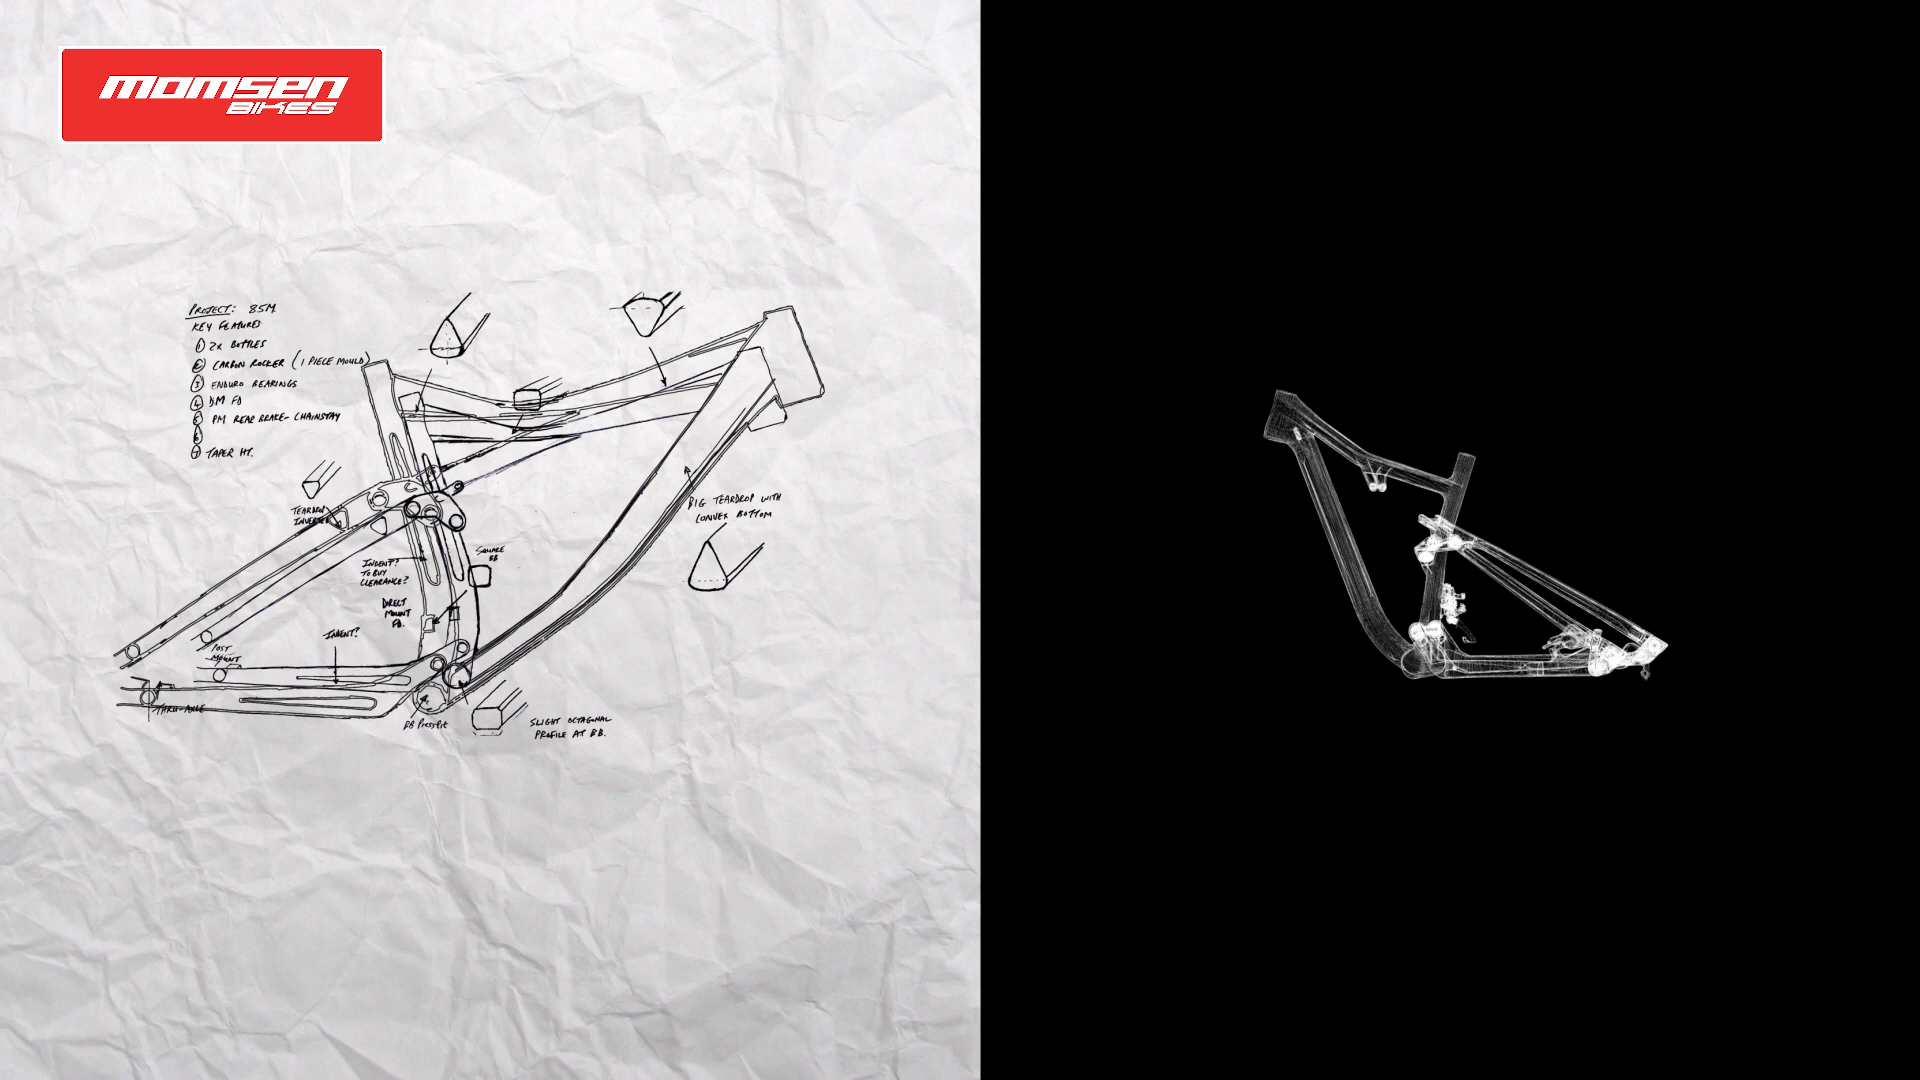 momsen
BIKES
PROJECT: 85M
KEY FEATURES
① 2x BOTTLES
② CARBON ROCKER (1 PIECE MOULD)
③ ENDURO BEARINGS
④ DM FD
⑤ PM REAR BRAKE- CHAINSTAY
⑥
⑦ TAPER HT.
TEARDROP
INVERTED
BIG TEARDROP WITH
CONVEX BOTTOM
SQUARE
BB
INDENT?
TO BUY
CLEARANCE?
DIRECT
MOUNT
FD.
INDENT?
POST
MOUNT
THRU-AXLE
BB PressFit
SLIGHT OCTAGONAL
PROFILE AT BB.